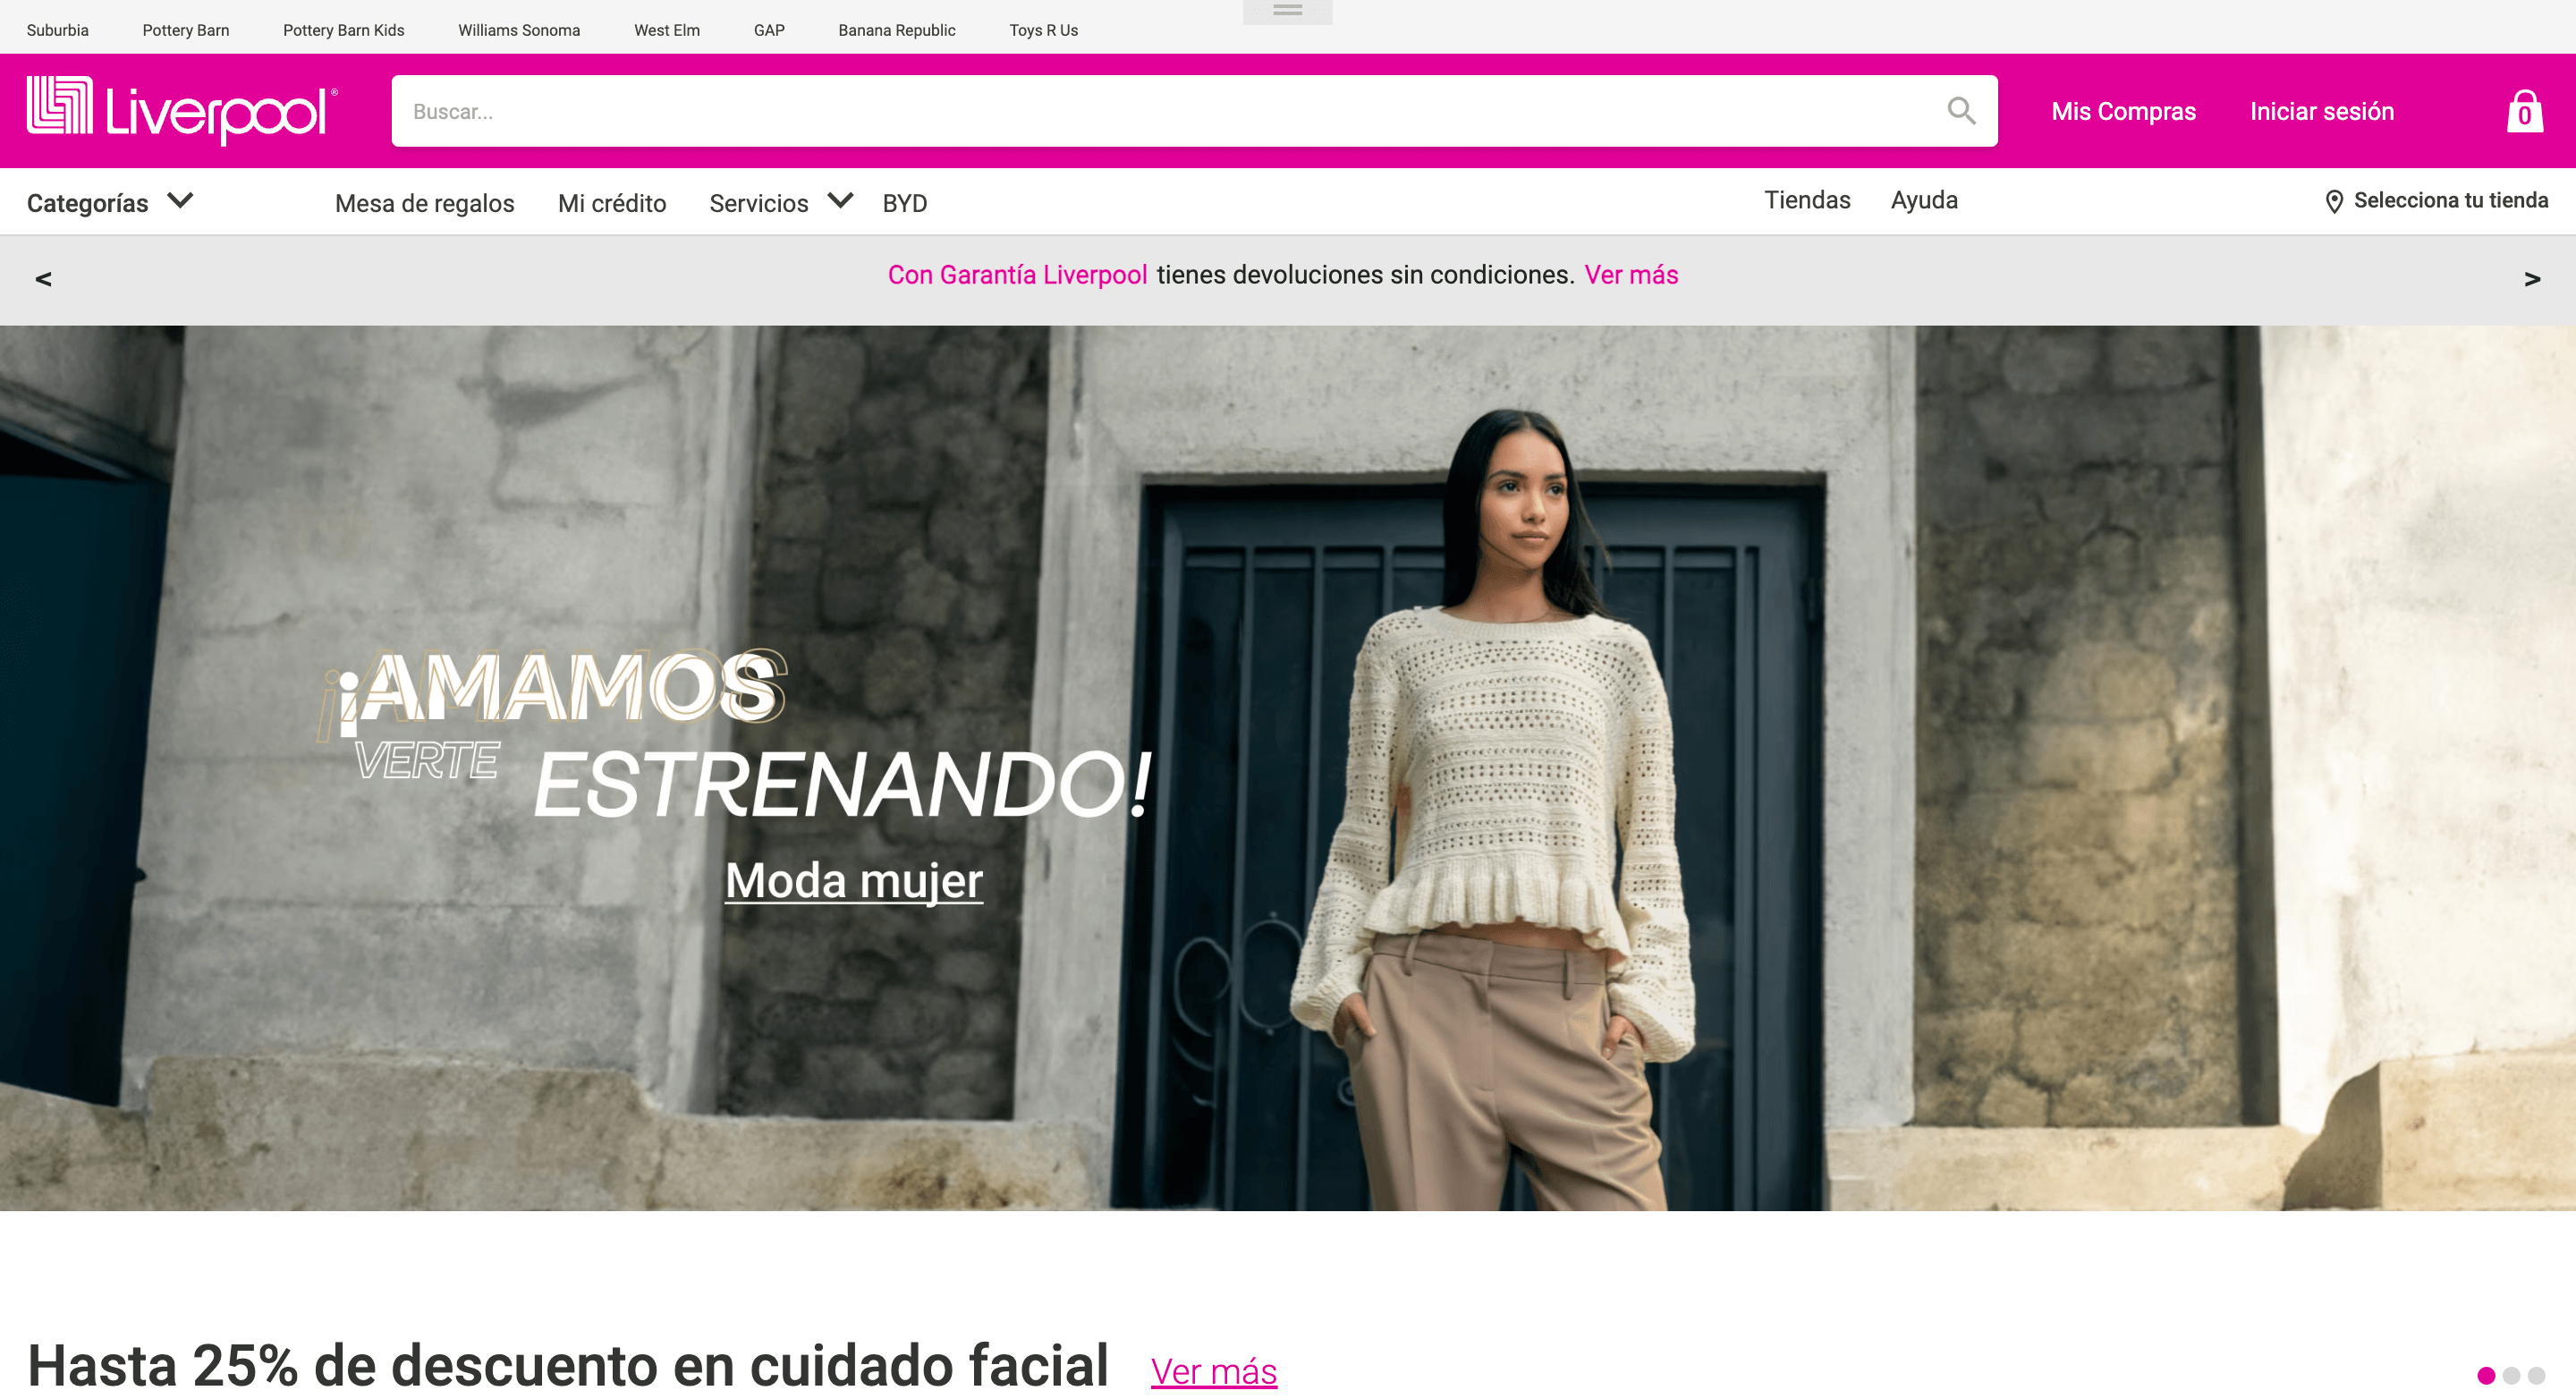 Suburbia Pottery Barn Pottery Barn Kids Williams Sonoma West Elm GAP Banana Republic Toys R Us
Liverpool®
Buscar...
Mis Compras Iniciar sesión 0
Categorías Mesa de regalos Mi crédito Servicios BYD Tiendas Ayuda Selecciona tu tienda
< Con Garantía Liverpool tienes devoluciones sin condiciones. Ver más >
¡AMAMOS
VERTE
ESTRENANDO!
Moda mujer
Hasta 25% de descuento en cuidado facial Ver más